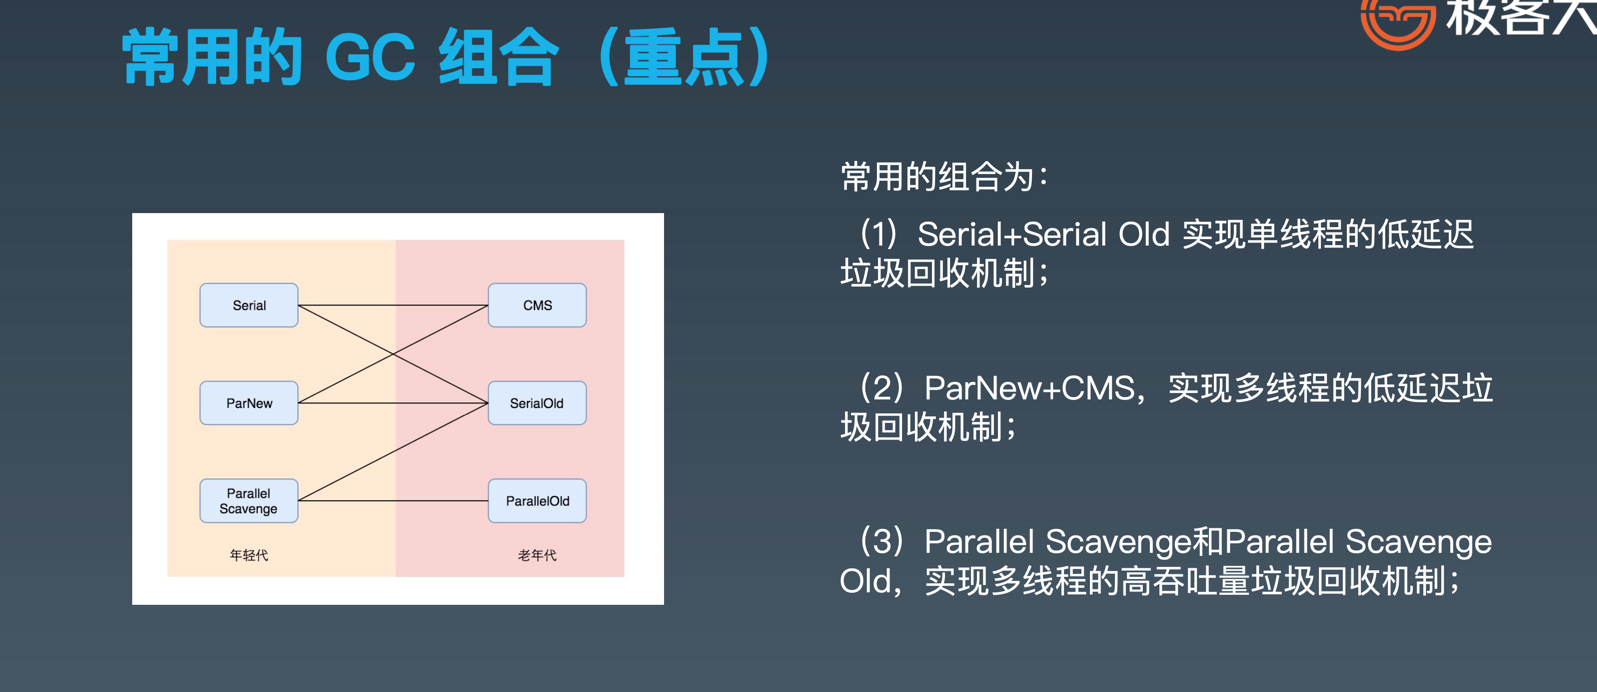 常用的 GC 组合（重点）
极客大
常用的组合为：
（1）Serial+Serial Old 实现单线程的低延迟
垃圾回收机制；
（2）ParNew+CMS，实现多线程的低延迟垃
圾回收机制；
（3）Parallel Scavenge和Parallel Scavenge
Old，实现多线程的高吞吐量垃圾回收机制；
Serial
CMS
ParNew
SerialOld
Parallel
Scavenge
ParallelOld
年轻代
老年代